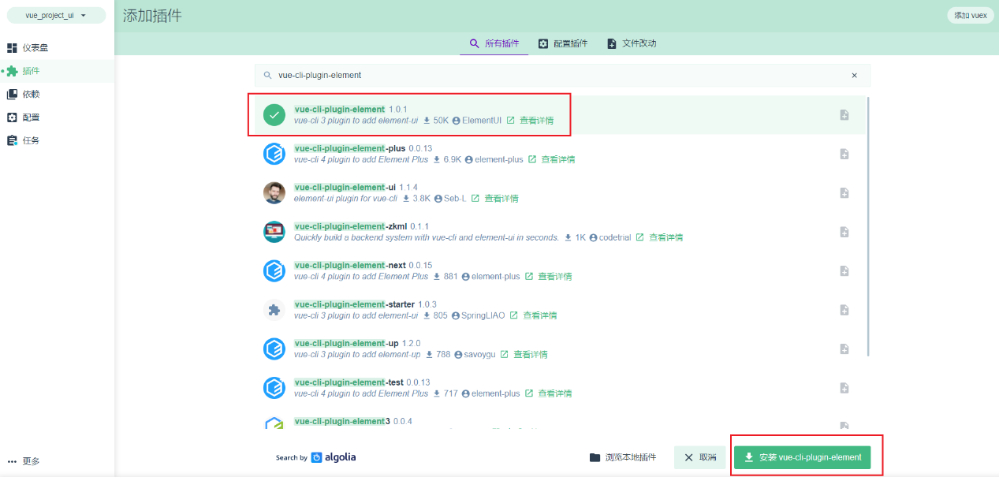 vue_project_ui
添加插件
添加 vuex
仪表盘
插件
依赖
配置
任务
更多
所有插件 配置插件 文件改动
vue-cli-plugin-element
vue-cli-plugin-element 1.0.1
vue-cli 3 plugin to add element-ui 50K ElementUI 查看详情
vue-cli-plugin-element-plus 0.0.13
vue-cli 4 plugin to add Element Plus 6.9K element-plus 查看详情
vue-cli-plugin-element-ui 1.1.4
element-ui plugin for vue-cli 3.8K Seb-L 查看详情
vue-cli-plugin-element-zkml 0.1.1
Quickly build a backend system with vue-cli and element-ui in seconds. 1K codetrial 查看详情
vue-cli-plugin-element-next 0.0.15
vue-cli 4 plugin to add Element Plus 881 element-plus 查看详情
vue-cli-plugin-element-starter 1.0.3
vue-cli 3 plugin to add element-ui 805 SpringLIAO 查看详情
vue-cli-plugin-element-up 1.2.0
vue-cli 3 plugin to add element-up 788 savoygu 查看详情
vue-cli-plugin-element-test 0.0.13
vue-cli 4 plugin to add Element Plus 717 element-plus 查看详情
vue-cli-plugin-element3 0.0.4
Search by algolia
浏览本地插件
取消
安装 vue-cli-plugin-element